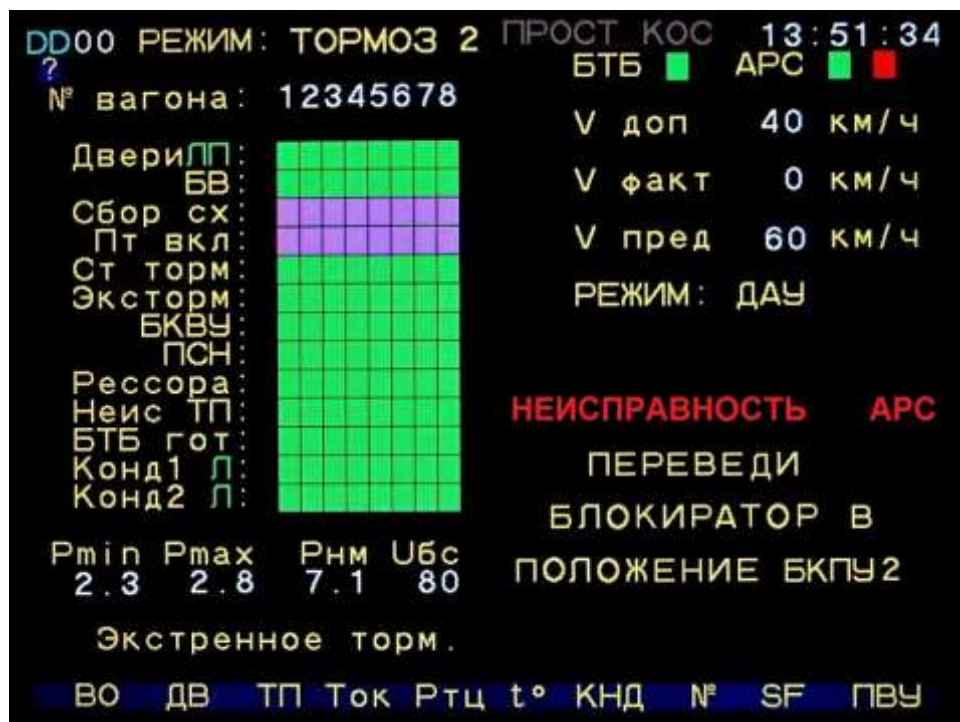 DD00 РЕЖИМ: ТОРМОЗ 2 ПРОСТ КОС 13:51:34
? БТБ АРС
№ вагона: 12345678
V доп 40 км/ч
ДвериЛП:
БВ: V факт 0 км/ч
Сбор сх:
Пт вкл: V пред 60 км/ч
Ст торм:
Эксторм: РЕЖИМ: ДАУ
БКВУ:
ПСН:
Рессора:
Неис ТП: НЕИСПРАВНОСТЬ АРС
БТБ гот:
Конд1 Л: ПЕРЕВЕДИ
Конд2 Л:
БЛОКИРАТОР В
Pmin Pmax Рнм Uбс
2.3 2.8 7.1 80 ПОЛОЖЕНИЕ БКПУ2
Экстренное торм.
ВО ДВ ТП Ток Ртц t° КНД № SF ПВУ